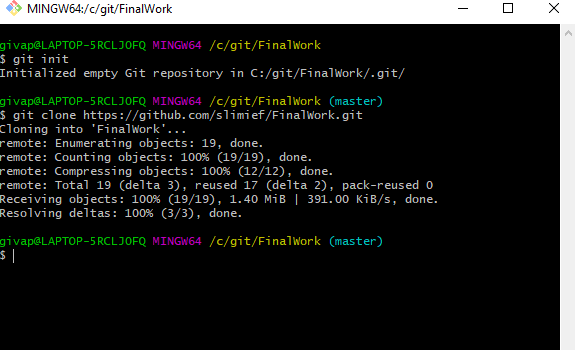 MINGW64:/c/git/FinalWork
givap@LAPTOP-5RCLJOFQ MINGW64 /c/git/FinalWork
$ git init
Initialized empty Git repository in C:/git/FinalWork/.git/
givap@LAPTOP-5RCLJOFQ MINGW64 /c/git/FinalWork (master)
$ git clone https://github.com/slimief/FinalWork.git
Cloning into 'FinalWork'...
remote: Enumerating objects: 19, done.
remote: Counting objects: 100% (19/19), done.
remote: Compressing objects: 100% (12/12), done.
remote: Total 19 (delta 3), reused 17 (delta 2), pack-reused 0
Receiving objects: 100% (19/19), 1.40 MiB | 391.00 KiB/s, done.
Resolving deltas: 100% (3/3), done.
givap@LAPTOP-5RCLJOFQ MINGW64 /c/git/FinalWork (master)
$